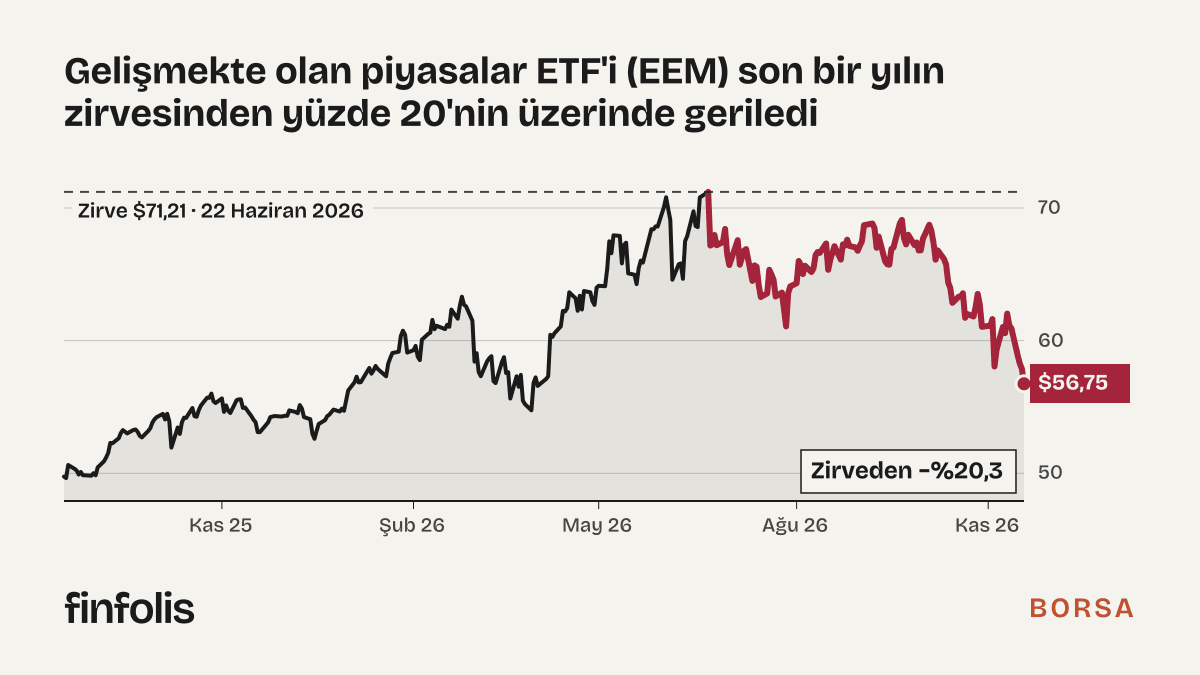 Gelişmekte olan piyasalar ETF'i (EEM) son bir yılın
zirvesinden yüzde 20'nin üzerinde geriledi
Zirve $71,21 · 22 Haziran 2026
70
60
$56,75
Zirveden -%20,3
50
Kas 25
Şub 26
May 26
Ağu 26
Kas 26
finfolis
BORSA